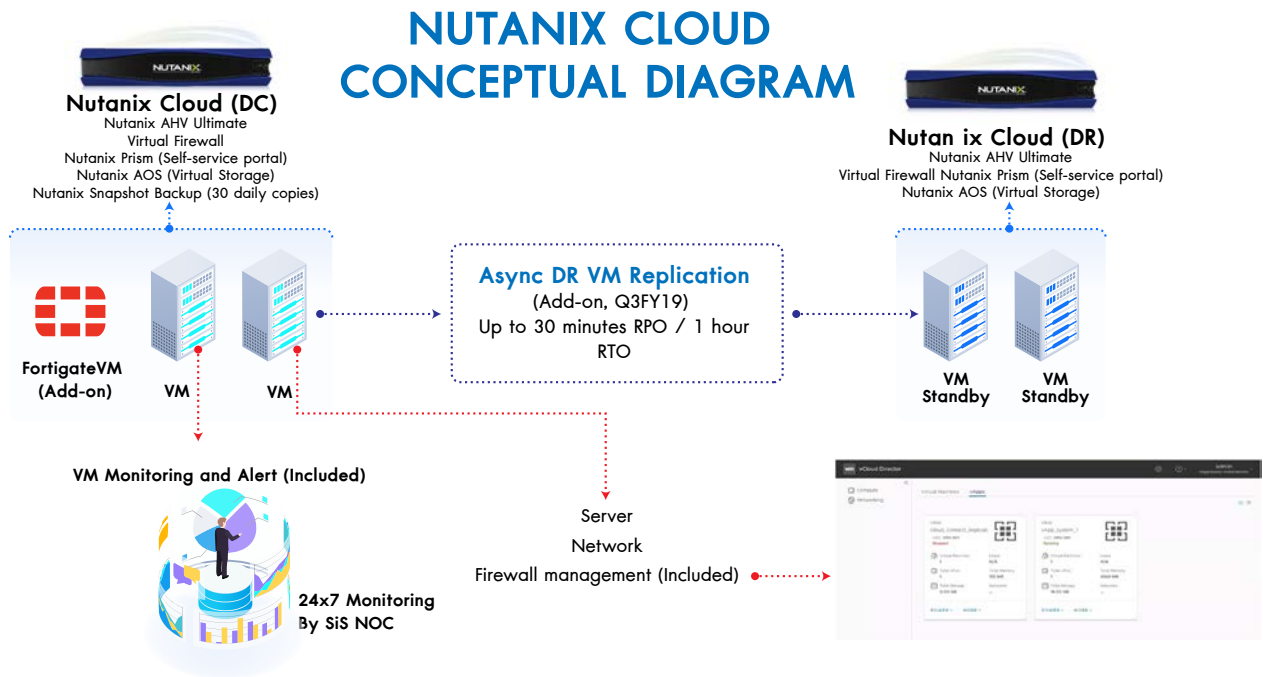 NUTANIX CLOUD
CONCEPTUAL DIAGRAM
NUTANIX
Nutanix Cloud (DC)
Nutanix AHV Ultimate
Virtual Firewall
Nutanix Prism (Self-service portal)
Nutanix AOS (Virtual Storage)
Nutanix Snapshot Backup (30 daily copies)
NUTANIX
Nutan ix Cloud (DR)
Nutanix AHV Ultimate
Virtual Firewall Nutanix Prism (Self-service portal)
Nutanix AOS (Virtual Storage)
FortigateVM
(Add-on)
VM
VM
Async DR VM Replication
(Add-on, Q3FY19)
Up to 30 minutes RPO / 1 hour
RTO
VM
Standby
VM
Standby
VM Monitoring and Alert (Included)
24x7 Monitoring
By SiS NOC
Server
Network
Firewall management (Included)
vCloud Director
Networking
Virtual Machines
vApps